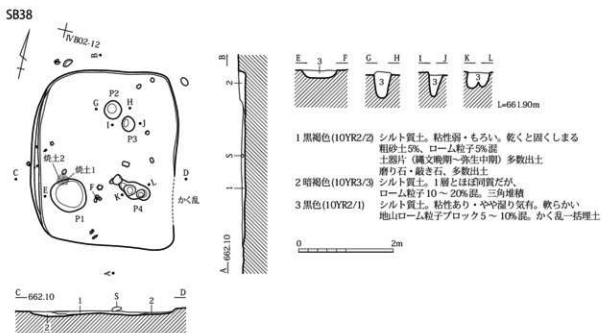 SB38
ⅣB02-12
B
P2
G H
I J
P3
焼土2
焼土1
C D
E F
K L
P1
P4
かく乱
A
B
2
S
1
A 662.10
E 3 F
G 3 H
I 3 J
K 3 L
L=661.90m
1 黒褐色(10YR2/2) シルト質土。粘性弱・もろい。乾くと固くしまる
粗砂土5%、ローム粒子5%混
土器片(縄文晩期～弥生中期)多数出土
磨り石・敲き石、多数出土
2 暗褐色(10YR3/3) シルト質土。1層とほぼ同質だが、
ローム粒子10～20%混。三角堆積
3 黒色(10YR2/1) シルト質土。粘性あり・やや湿り気有。軟らかい
地山ローム粒子ブロック5～10%混。かく乱一括埋土
0 2m
C 662.10 1 S 2 D
2